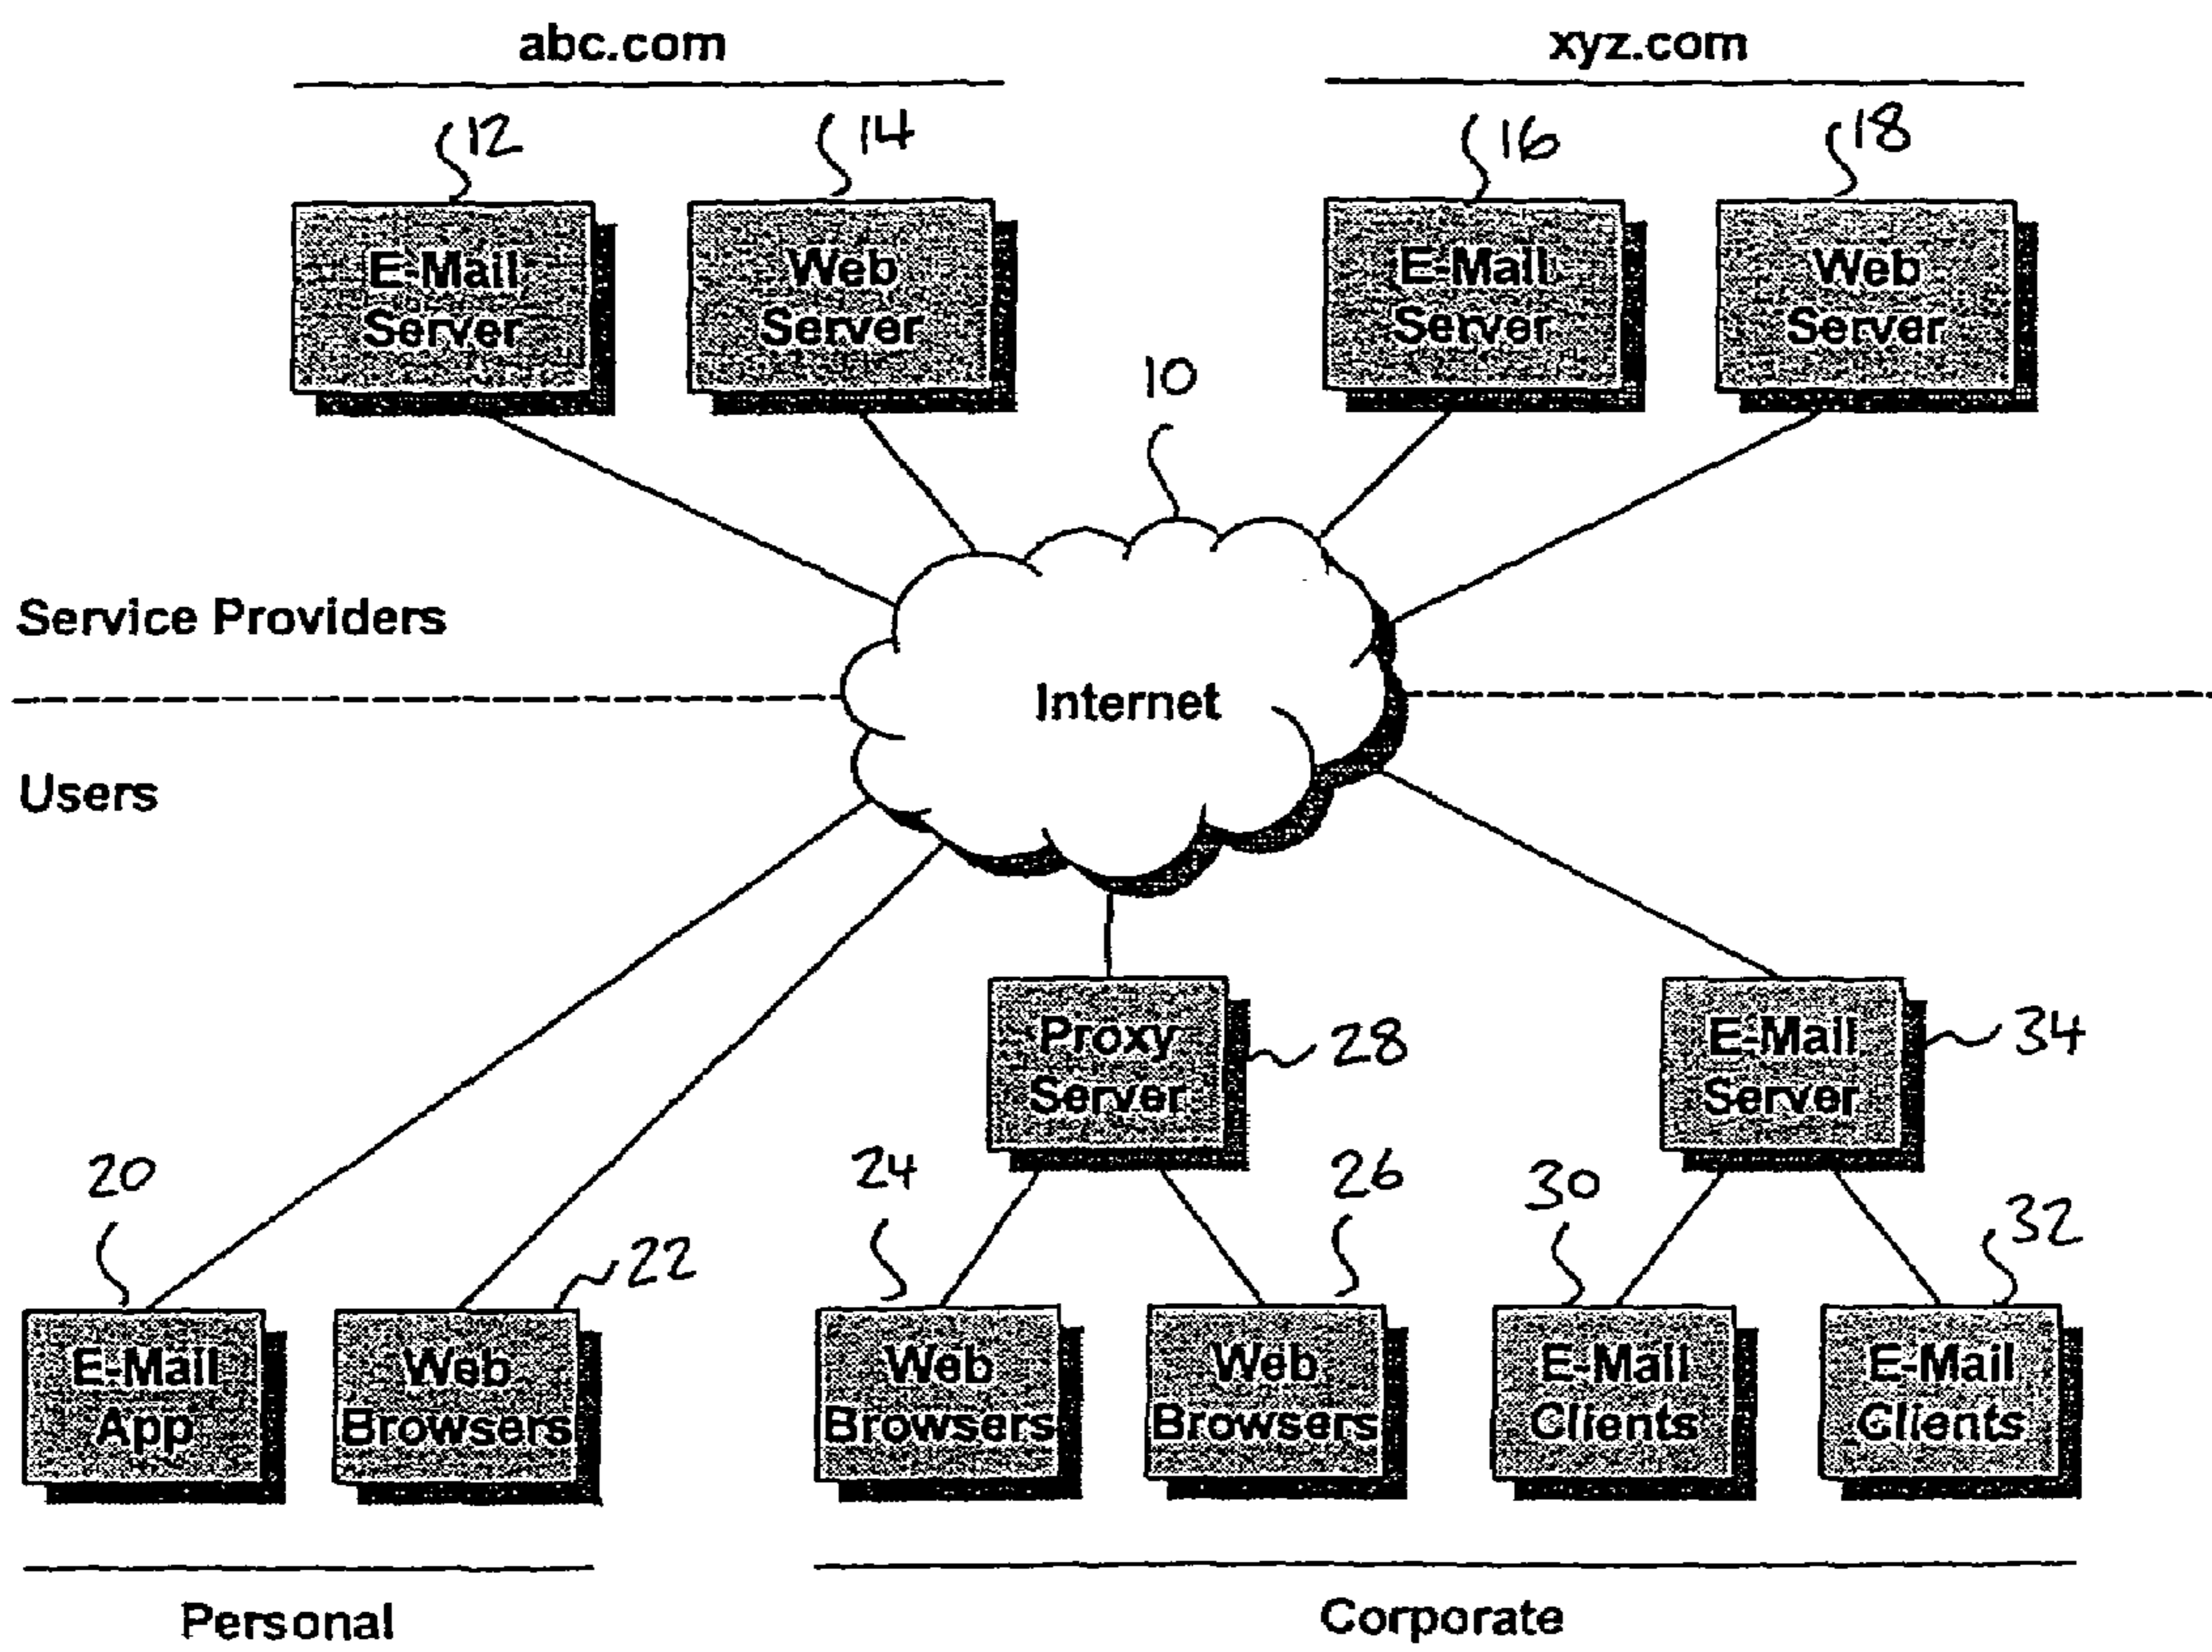 abc.com
xyz.com
12
14
16
18
E-Mail
Server
Web
Server
E-Mail
Server
Web
Server
10
Service Providers
Internet
Users
Proxy
Server
28
E-Mail
Server
34
20
22
24
26
30
32
E-Mail
App
Web
Browsers
Web
Browsers
Web
Browsers
E-Mail
Clients
E-Mail
Clients
Personal
Corporate